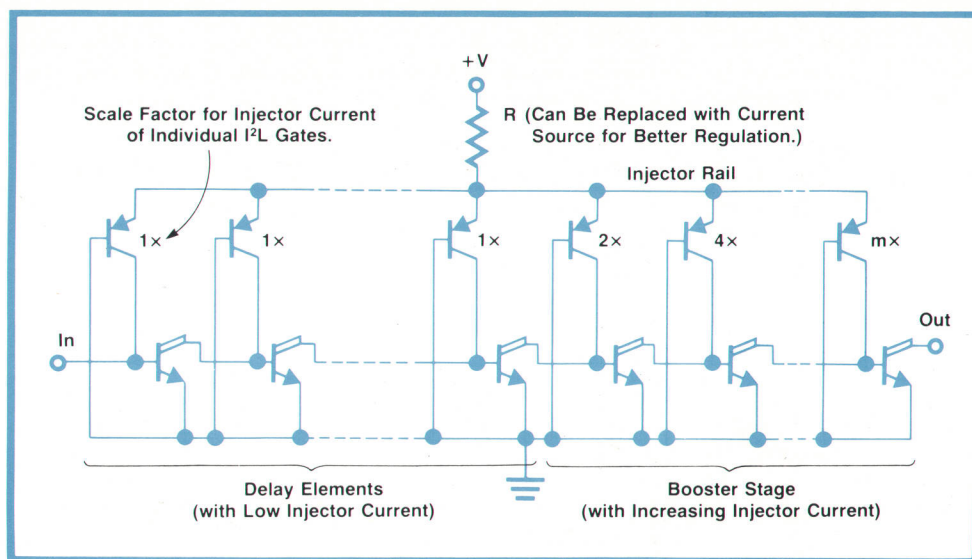 +V
Scale Factor for Injector Current
of Individual I²L Gates.
R (Can Be Replaced with Current
Source for Better Regulation.)
Injector Rail
1×
1×
1×
2×
4×
m×
In
Out
Delay Elements
(with Low Injector Current)
Booster Stage
(with Increasing Injector Current)